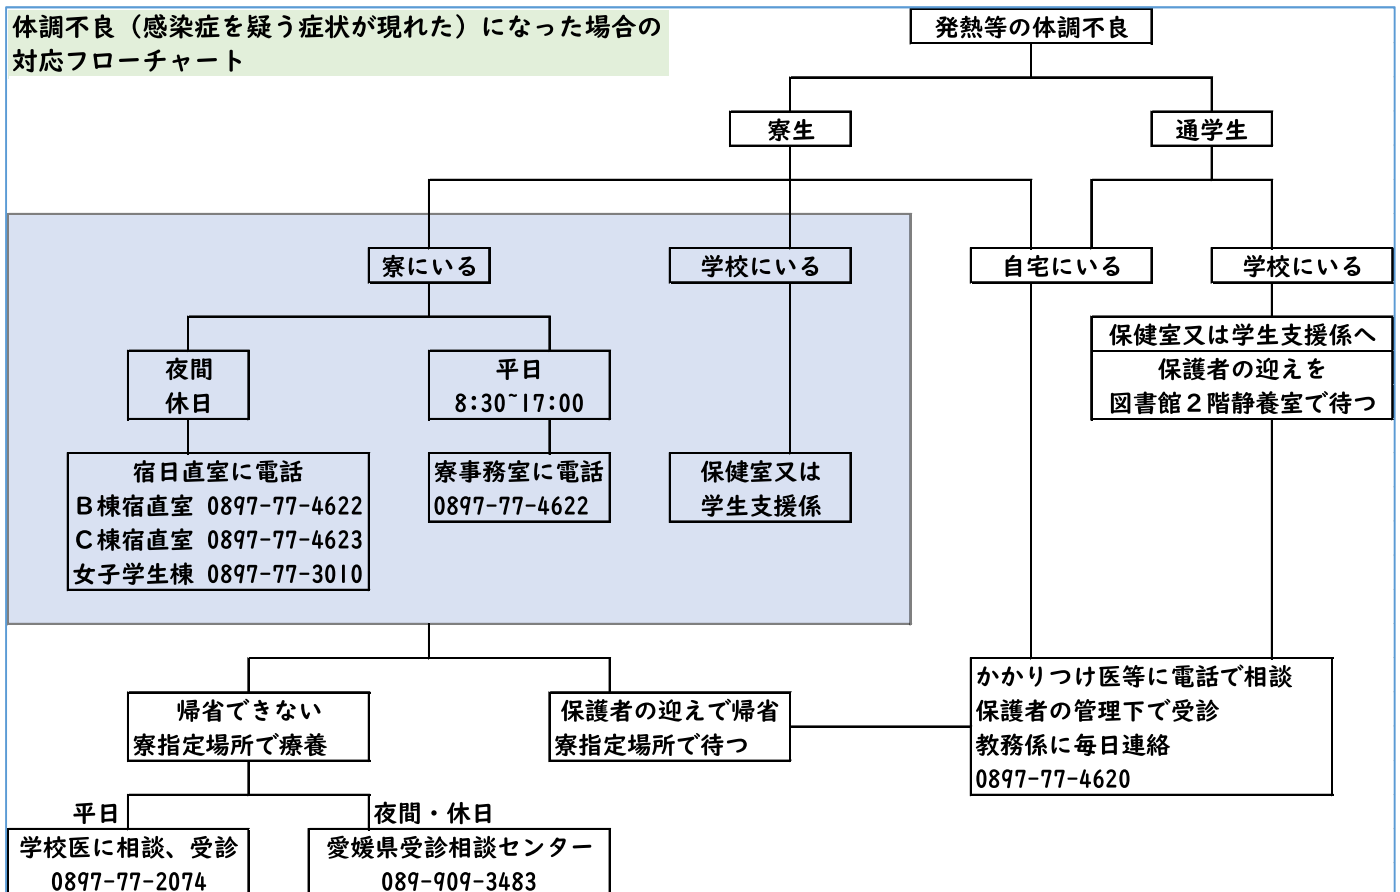 体調不良（感染症を疑う症状が現れた）になった場合の
対応フローチャート
発熱等の体調不良
寮生
通学生
寮にいる
学校にいる
自宅にいる
学校にいる
保健室又は学生支援係へ
保護者の迎えを
図書館２階静養室で待つ
夜間
休日
平日
8:30~17:00
宿日直室に電話
Ｂ棟宿直室 0897-77-4622
Ｃ棟宿直室 0897-77-4623
女子学生棟 0897-77-3010
寮事務室に電話
0897-77-4622
保健室又は
学生支援係
帰省できない
寮指定場所で療養
保護者の迎えで帰省
寮指定場所で待つ
かかりつけ医等に電話で相談
保護者の管理下で受診
教務係に毎日連絡
0897-77-4620
平日
学校医に相談、受診
0897-77-2074
夜間・休日
愛媛県受診相談センター
089-909-3483